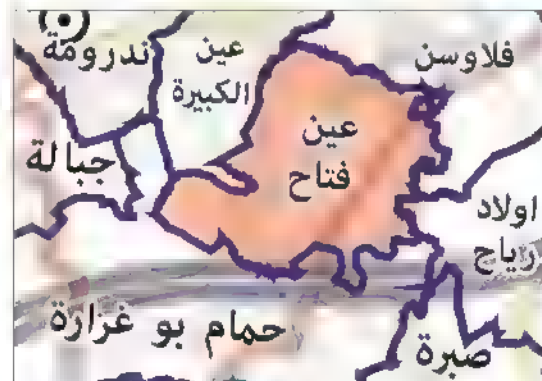 ندرومة
عين
الكبيرة
فلاوسن
عين
فتاح
جبالة
اولاد
رياح
حمام بو غرارة
صبرة